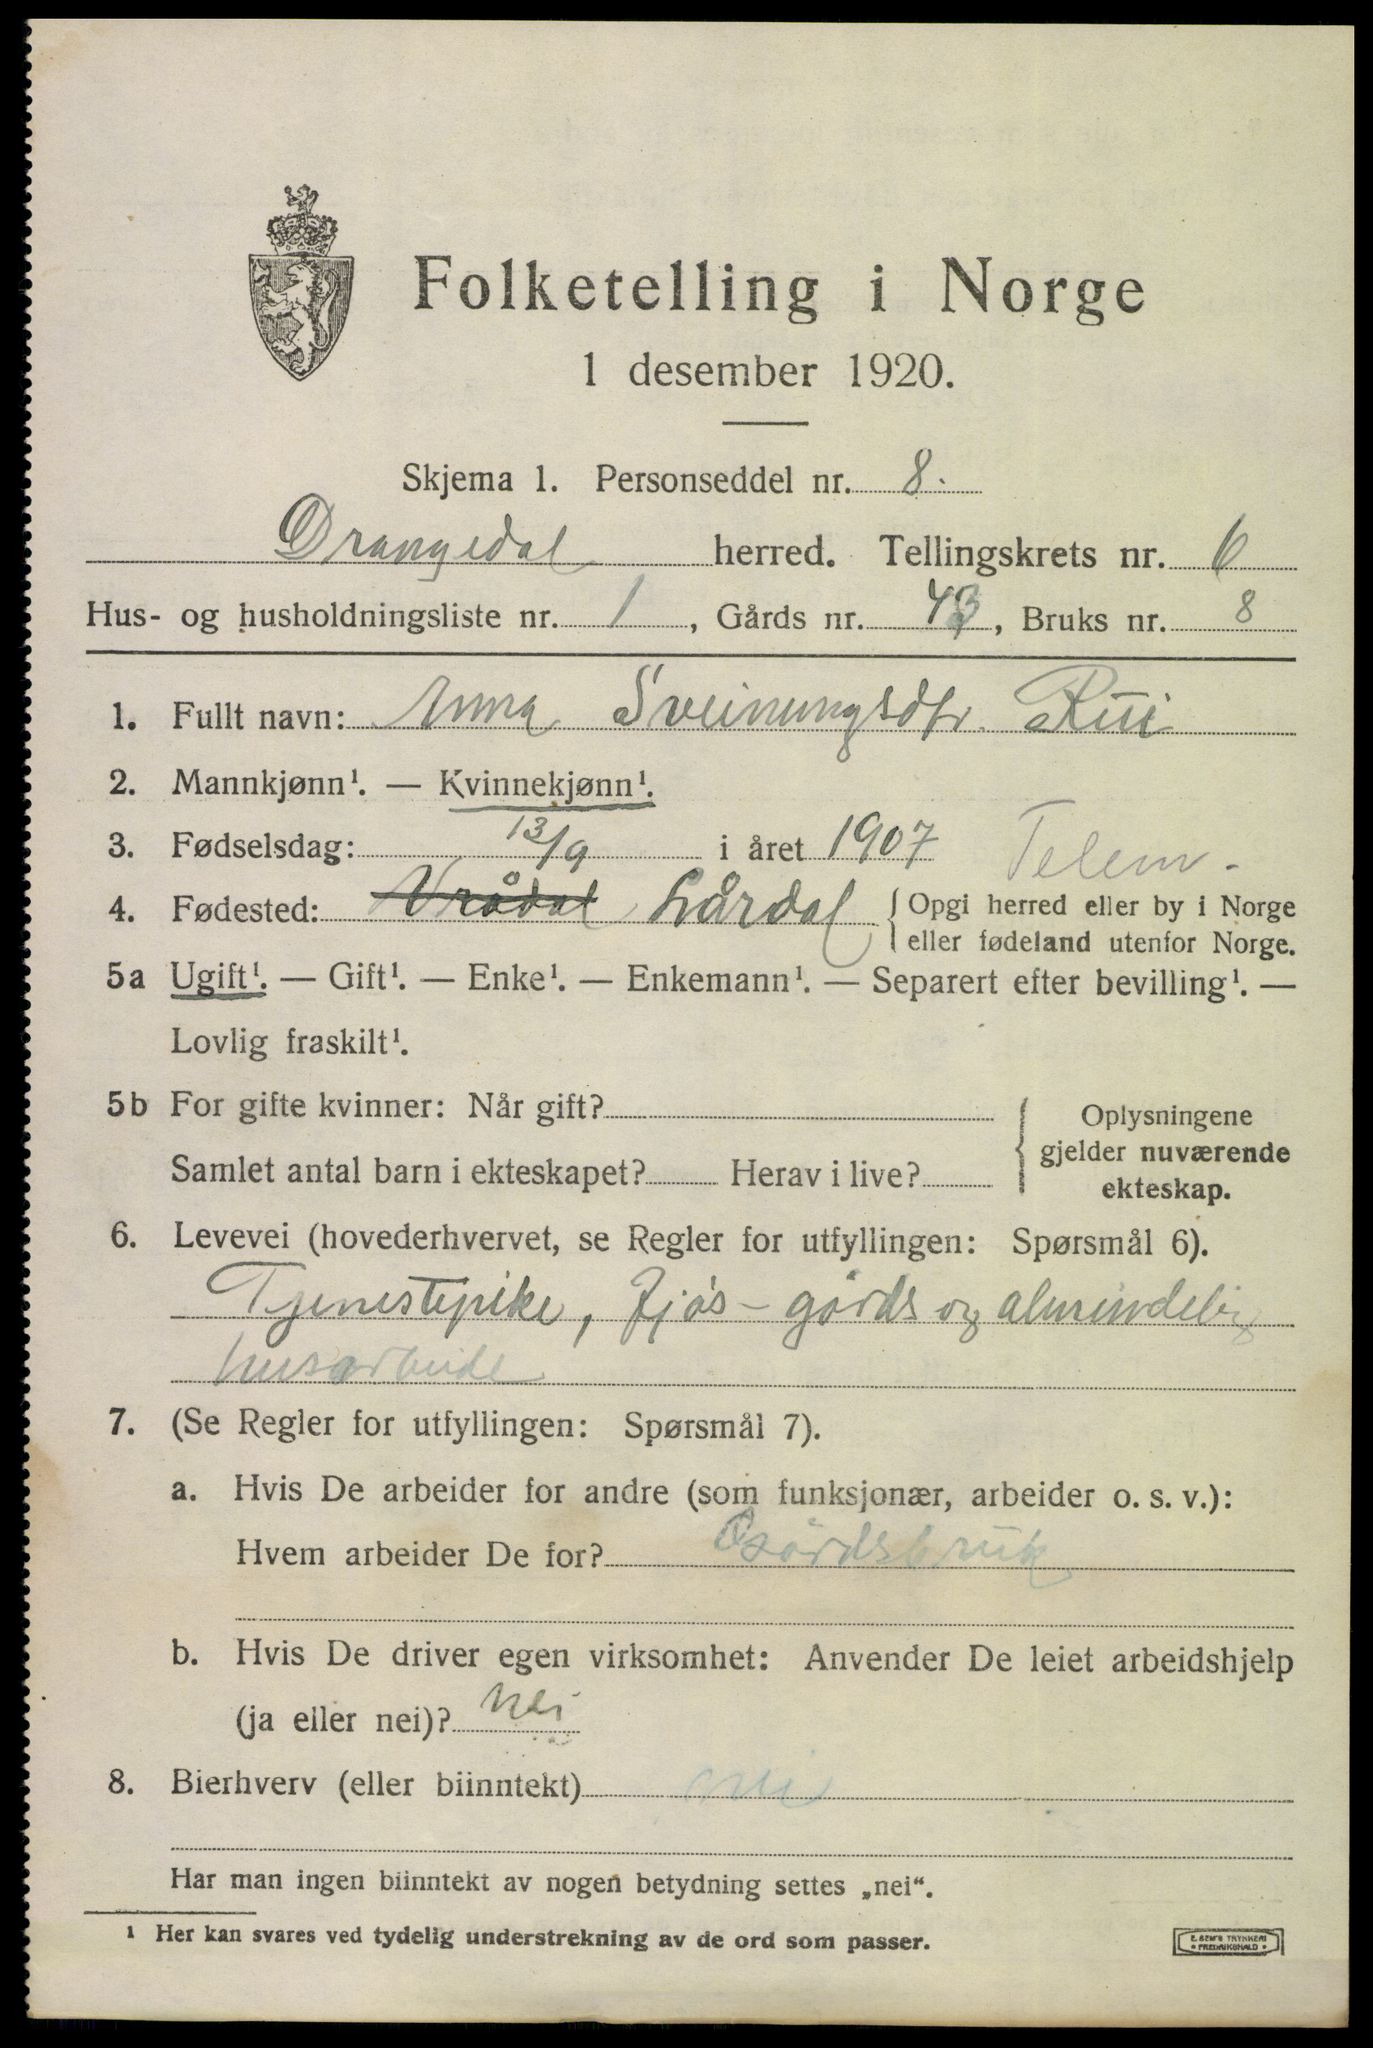 Folketelling i Norge
1 desember 1920.
Skjema 1. Personseddel nr. 8.
Drangedal herred. Tellingskrets nr. 6
Hus- og husholdningsliste nr. 1, Gårds nr. 43, Bruks nr. 8
1. Fullt navn: Anna Sveinungsdtr. Rui
2. Mannkjønn¹. — Kvinnekjønn¹.
3. Fødselsdag: 13/9 i året 1907 Telem.
4. Fødested: Vrådal Lårdal { Opgi herred eller by i Norge
eller fødeland utenfor Norge.
5a Ugift¹. — Gift¹. — Enke¹. — Enkemann¹. — Separert efter bevilling¹. —
Lovlig fraskilt¹.
5b For gifte kvinner: Når gift?
Samlet antal barn i ekteskapet? Herav i live?
{ Oplysningene
gjelder nuværende
ekteskap.
6. Levevei (hovederhvervet, se Regler for utfyllingen: Spørsmål 6).
Tjenestepike, Fjøs-gårds og almindelig
husarbeide
7. (Se Regler for utfyllingen: Spørsmål 7).
a. Hvis De arbeider for andre (som funksjonær, arbeider o. s. v.):
Hvem arbeider De for? Gårdsbruk
b. Hvis De driver egen virksomhet: Anvender De leiet arbeidshjelp
(ja eller nei)? nei
8. Bierhverv (eller biinntekt) nei
Har man ingen biinntekt av nogen betydning settes „nei“.
¹ Her kan svares ved tydelig understrekning av de ord som passer.
E. SEM'S TRYKKERI
FREDRIKSHALD